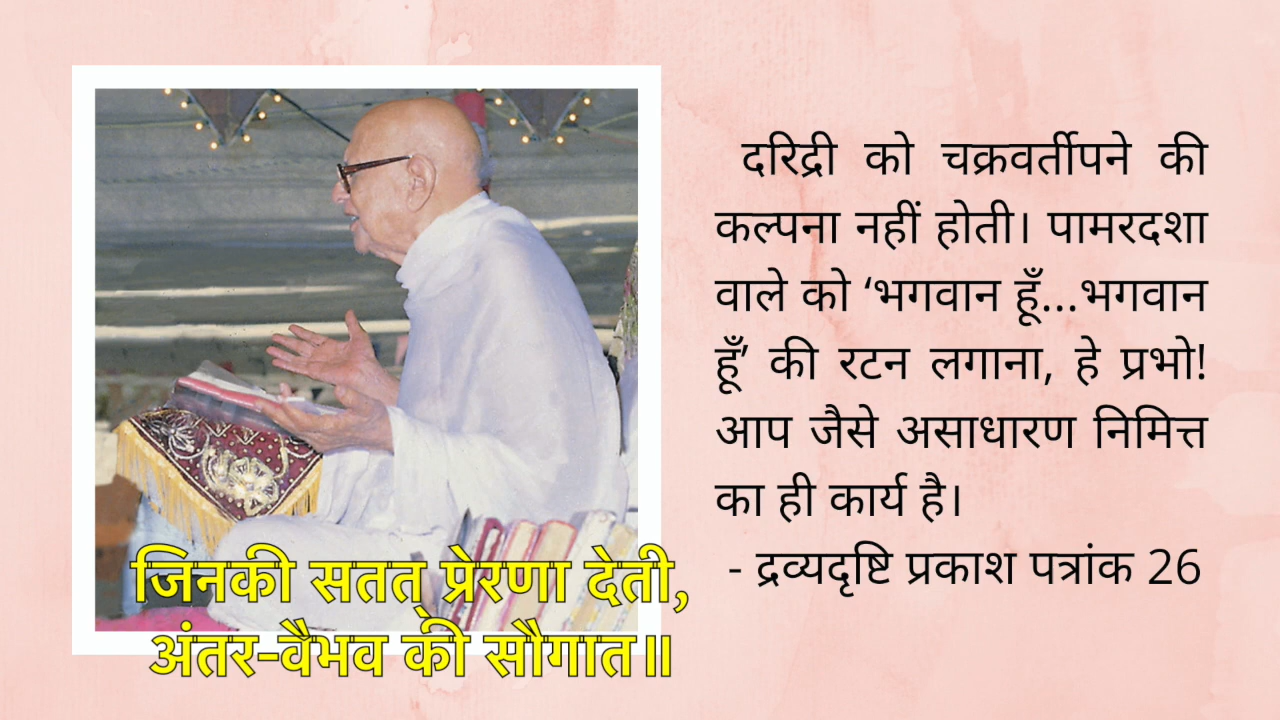 दरिद्री को चक्रवर्तीपने की
कल्पना नहीं होती। पामरदशा
वाले को ‘भगवान हूँ...भगवान
हूँ’ की रटन लगाना, हे प्रभो!
आप जैसे असाधारण निमित्त
का ही कार्य है।
- द्रव्यदृष्टि प्रकाश पत्रांक 26
जिनकी सतत् प्रेरणा देती,
अंतर-वैभव की सौगात॥